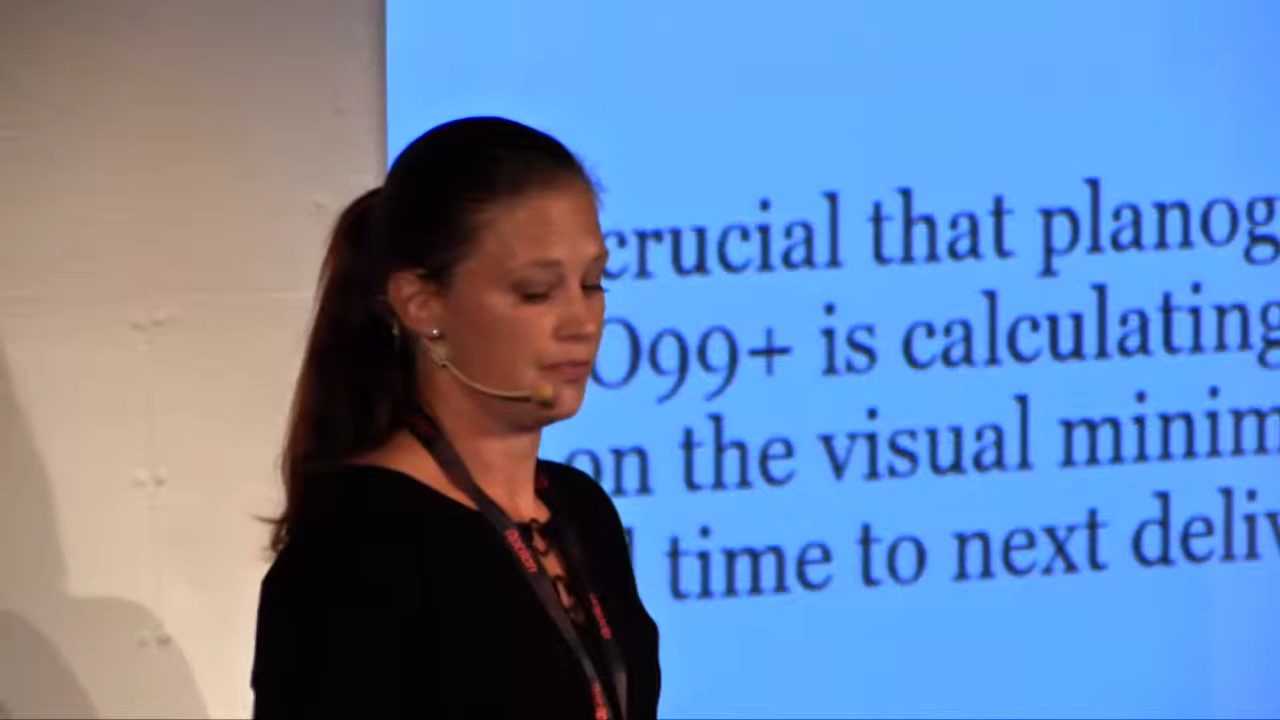 crucial that planog
O99+ is calculating
on the visual minim
time to next deliv